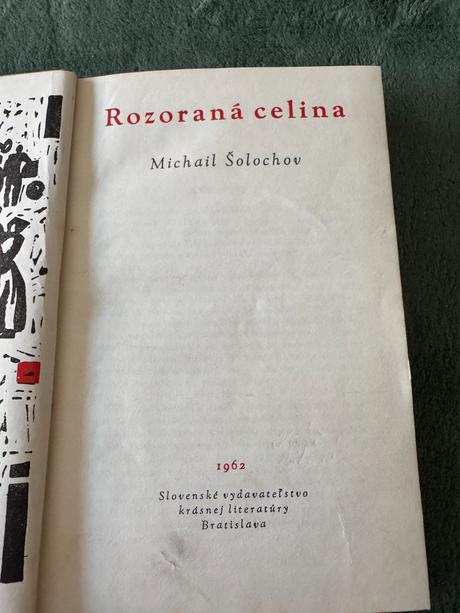 Rozoraná celina
Michail Šolochov
1962
Slovenské vydavateľstvo
krásnej literatúry
Bratislava